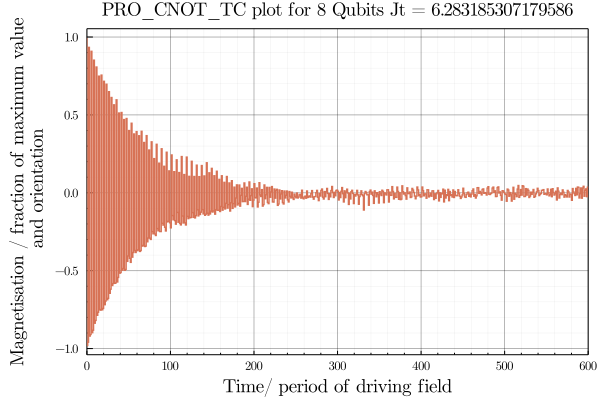 PRO_CNOT_TC plot for 8 Qubits Jt = 6.283185307179586
Magnetisation / fraction of maximum value
and orientation
1.0
0.5
0.0
−0.5
−1.0
0 100 200 300 400 500 600
Time/ period of driving field